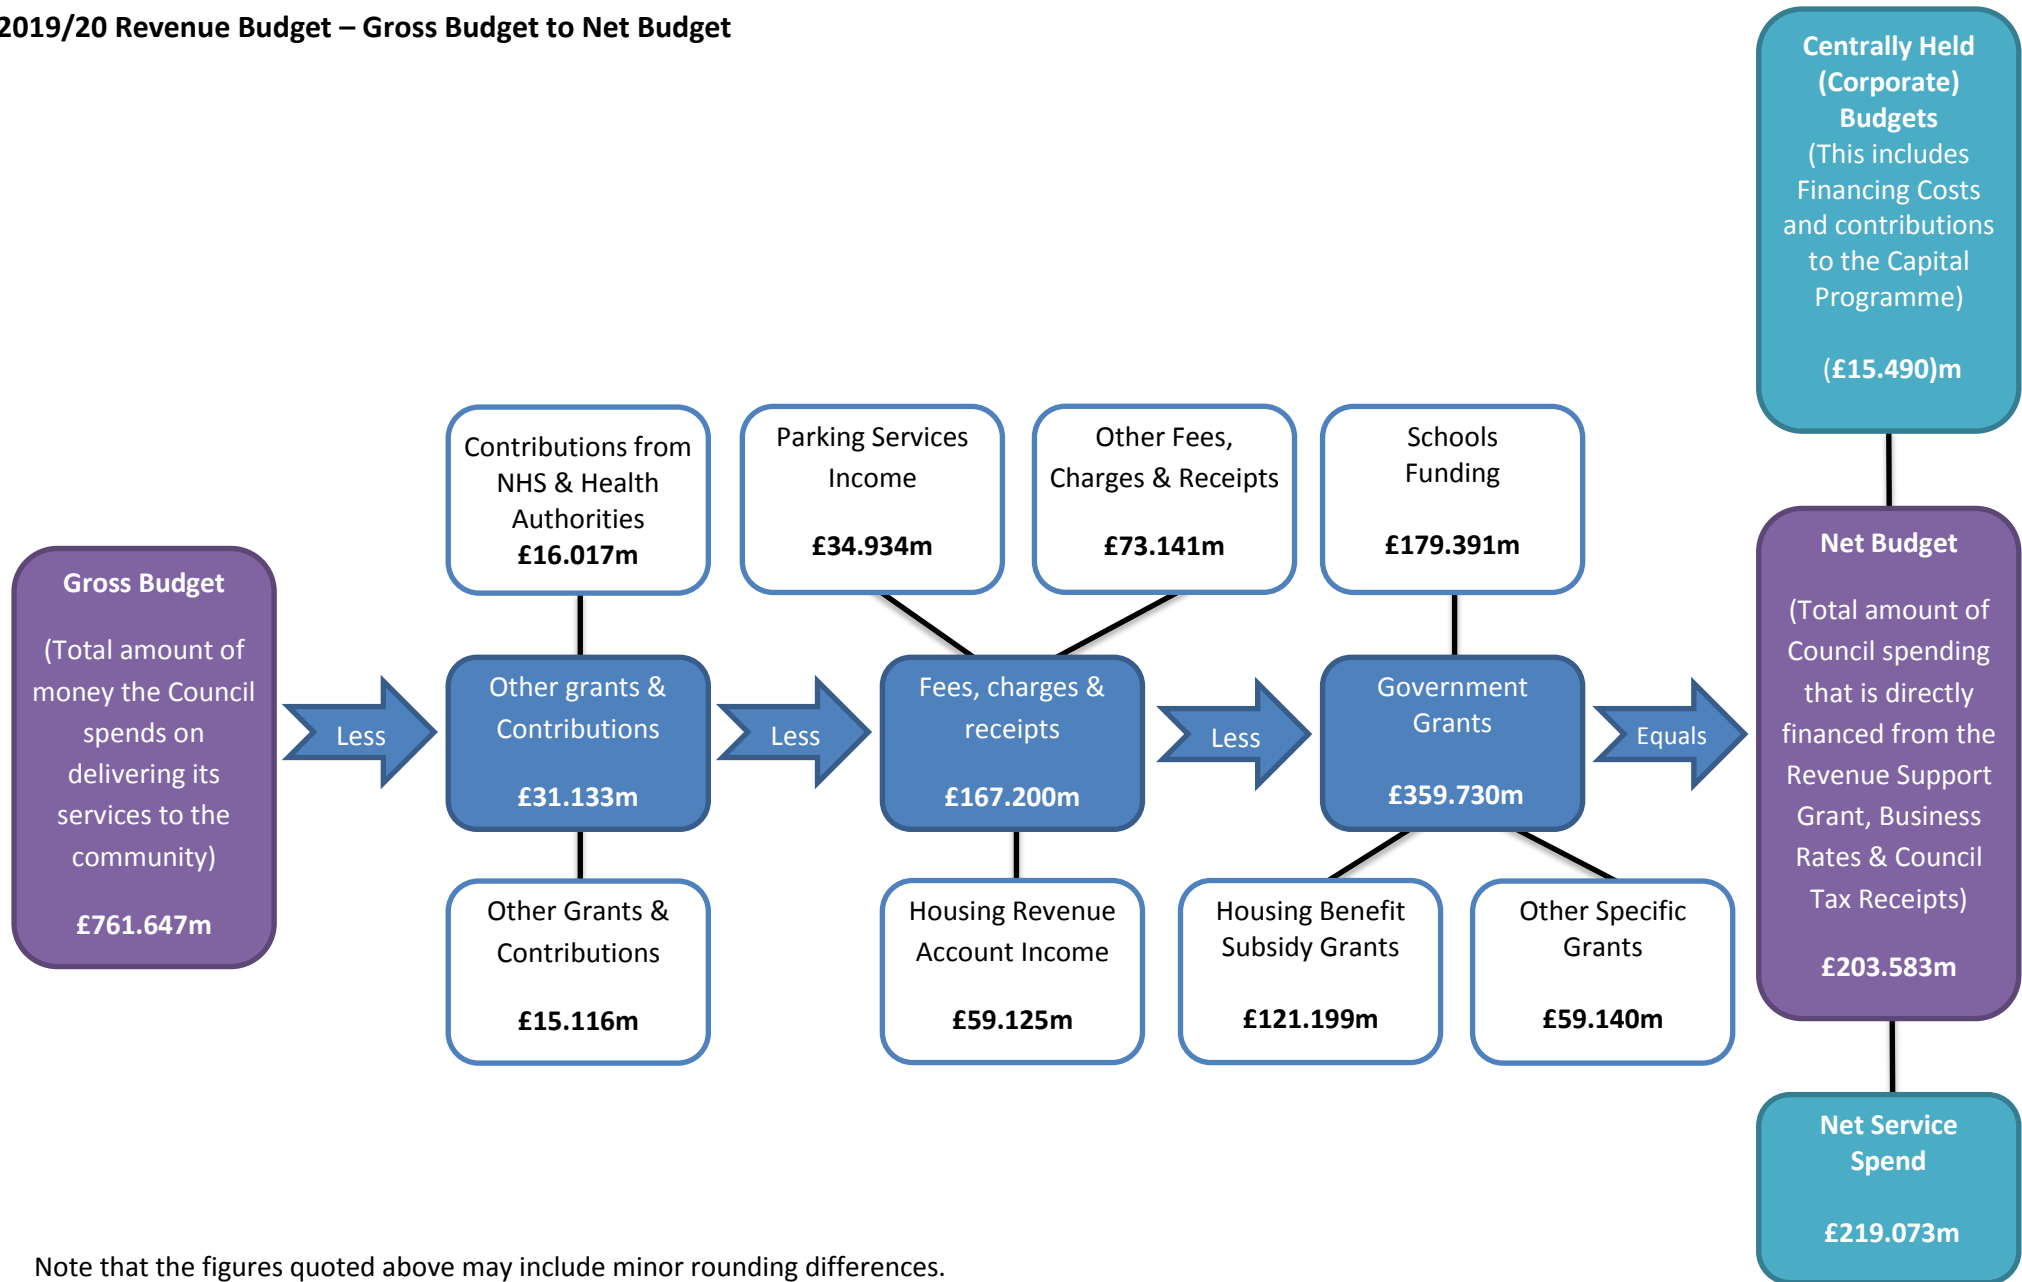 2019/20 Revenue Budget – Gross Budget to Net Budget
Centrally Held
(Corporate)
Budgets
(This includes
Financing Costs
and contributions
to the Capital
Programme)
(£15.490)m
Contributions from
NHS & Health
Authorities
£16.017m
Parking Services
Income
£34.934m
Other Fees,
Charges & Receipts
£73.141m
Schools
Funding
£179.391m
Gross Budget
(Total amount of
money the Council
spends on
delivering its
services to the
community)
£761.647m
Less
Other grants &
Contributions
£31.133m
Less
Fees, charges &
receipts
£167.200m
Less
Government
Grants
£359.730m
Equals
Net Budget
(Total amount of
Council spending
that is directly
financed from the
Revenue Support
Grant, Business
Rates & Council
Tax Receipts)
£203.583m
Other Grants &
Contributions
£15.116m
Housing Revenue
Account Income
£59.125m
Housing Benefit
Subsidy Grants
£121.199m
Other Specific
Grants
£59.140m
Net Service
Spend
£219.073m
Note that the figures quoted above may include minor rounding differences.